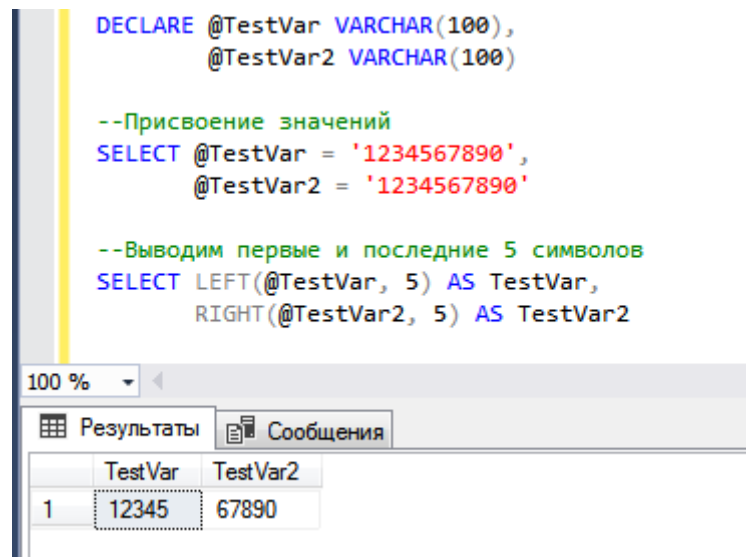 DECLARE @TestVar VARCHAR(100),
@TestVar2 VARCHAR(100)
--Присвоение значений
SELECT @TestVar = '1234567890',
@TestVar2 = '1234567890'
--Выводим первые и последние 5 символов
SELECT LEFT(@TestVar, 5) AS TestVar,
RIGHT(@TestVar2, 5) AS TestVar2
100 %
Результаты Сообщения
TestVar TestVar2
1 12345 67890